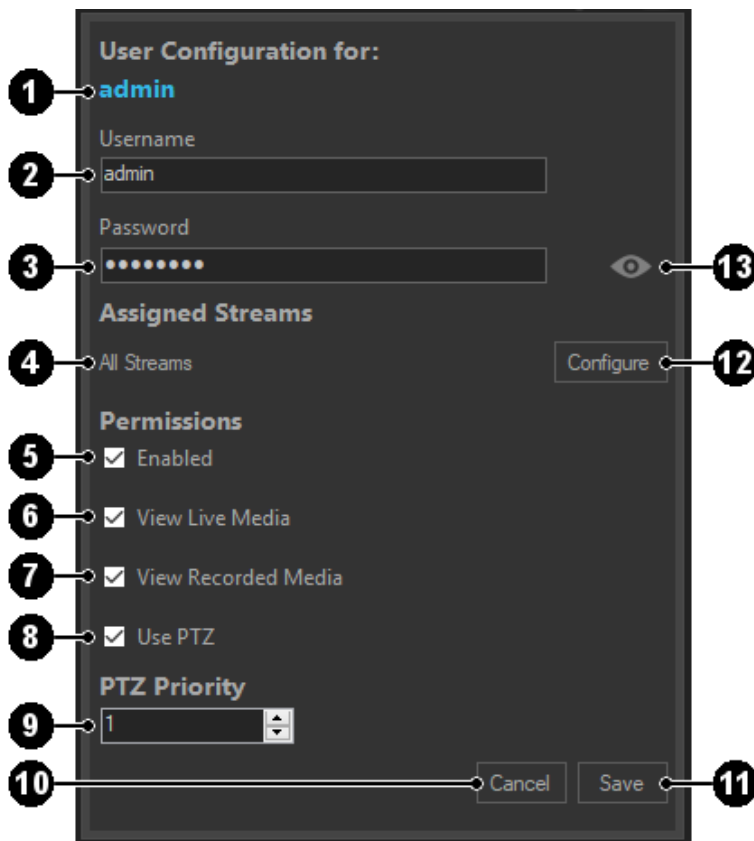 User Configuration for:
1 admin
Username
2 admin
Password
3 •••••••• 13
Assigned Streams
4 All Streams Configure 12
Permissions
5 Enabled
6 View Live Media
7 View Recorded Media
8 Use PTZ
PTZ Priority
9 1
10 Cancel Save 11